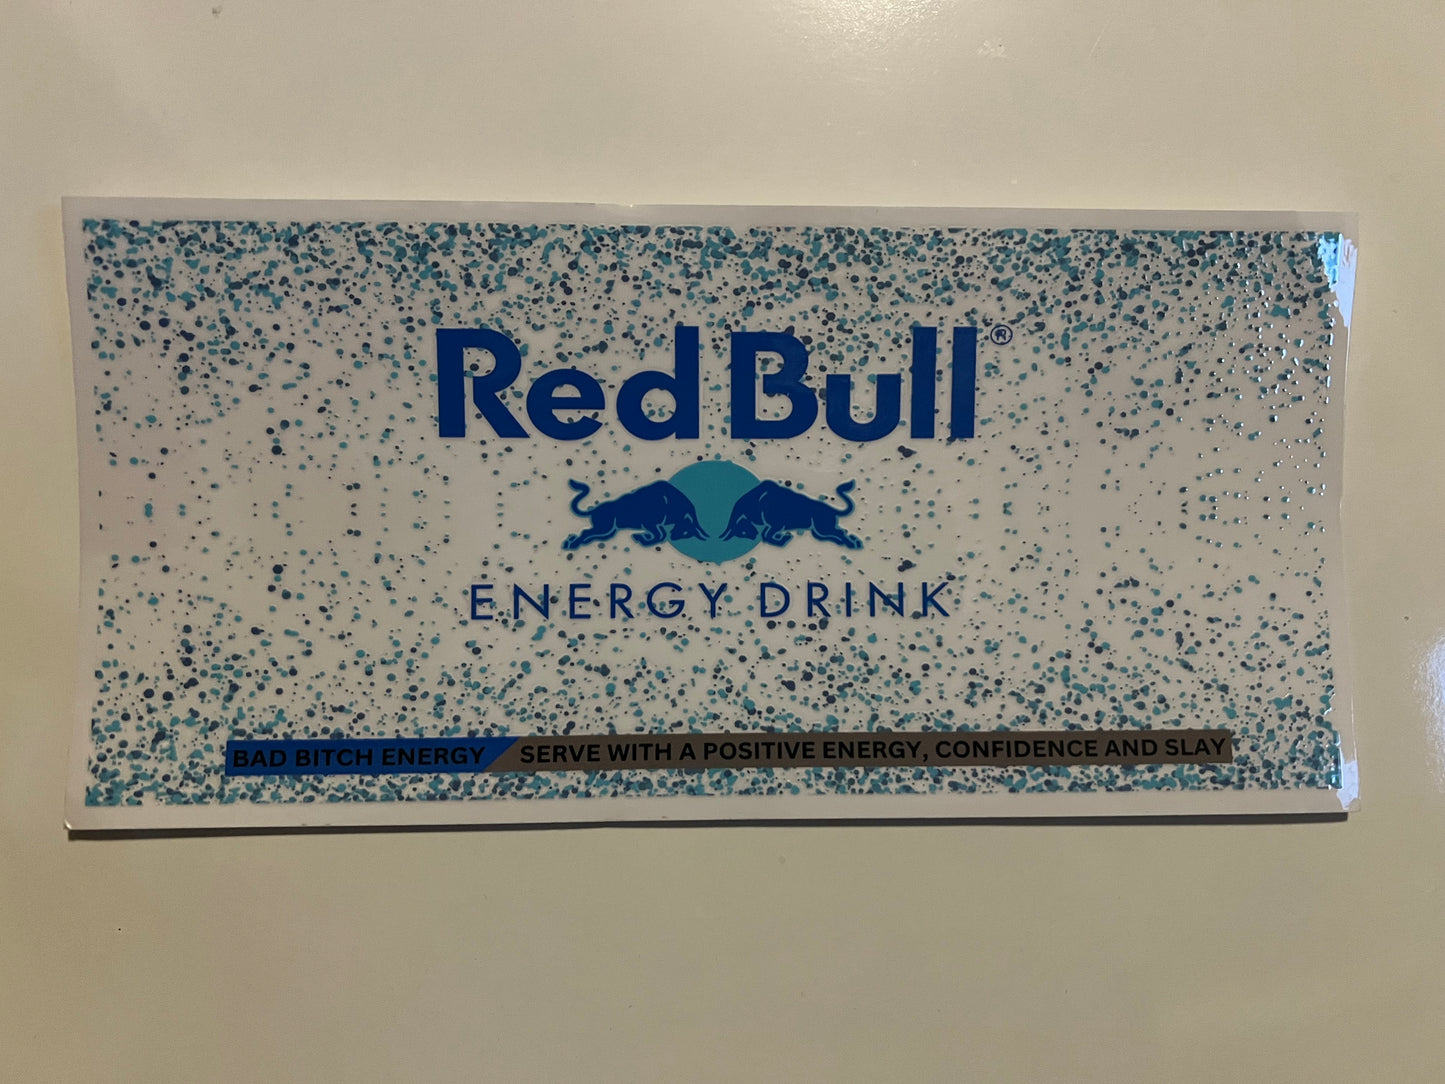 Red Bull®
ENERGY DRINK
BAD BITCH ENERGY SERVE WITH A POSITIVE ENERGY, CONFIDENCE AND SLAY